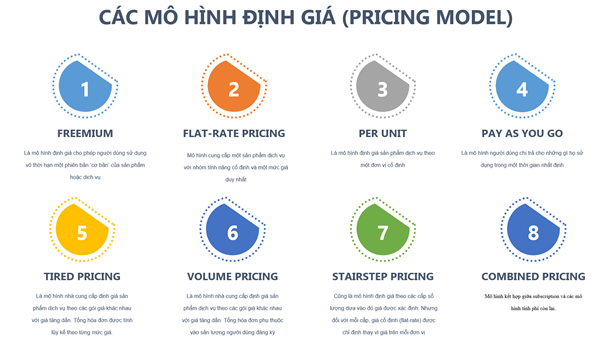 CÁC MÔ HÌNH ĐỊNH GIÁ (PRICING MODEL)
1
FREEMIUM
Là mô hình định giá cho phép người dùng sử dụng
vô thời hạn một phiên bản 'cơ bản' của sản phẩm
hoặc dịch vụ
2
FLAT-RATE PRICING
Mô hình cung cấp một sản phẩm dịch vụ
với nhóm tính năng cố định và một mức giá
duy nhất
3
PER UNIT
Là mô hình định giá sản phẩm dịch vụ theo
một đơn vị cố định
4
PAY AS YOU GO
Là mô hình người dùng chi trả cho những gì họ sử
dụng trong một thời gian nhất định
5
TIRED PRICING
Là mô hình nhà cung cấp định giá sản
phẩm dịch vụ theo các gói giá khác nhau
với giá tăng dần. Tổng hóa đơn được tính
lũy kế theo từng mức giá
6
VOLUME PRICING
Là mô hình nhà cung cấp định giá sản
phẩm dịch vụ theo các gói giá khác nhau
với giá tăng dần. Tổng hóa đơn phụ thuộc
vào sản lượng người dùng đăng ký
7
STAIRSTEP PRICING
Cũng là mô hình định giá theo các cấp số
lượng dựa vào đó giá được xác định. Nhưng
đối với mỗi cấp, giá cố định (flat-rate) được
chỉ định thay vì giá trên mỗi đơn vị
8
COMBINED PRICING
Mô hình kết hợp giữa subscription và các mô
hình tính phí còn lại.